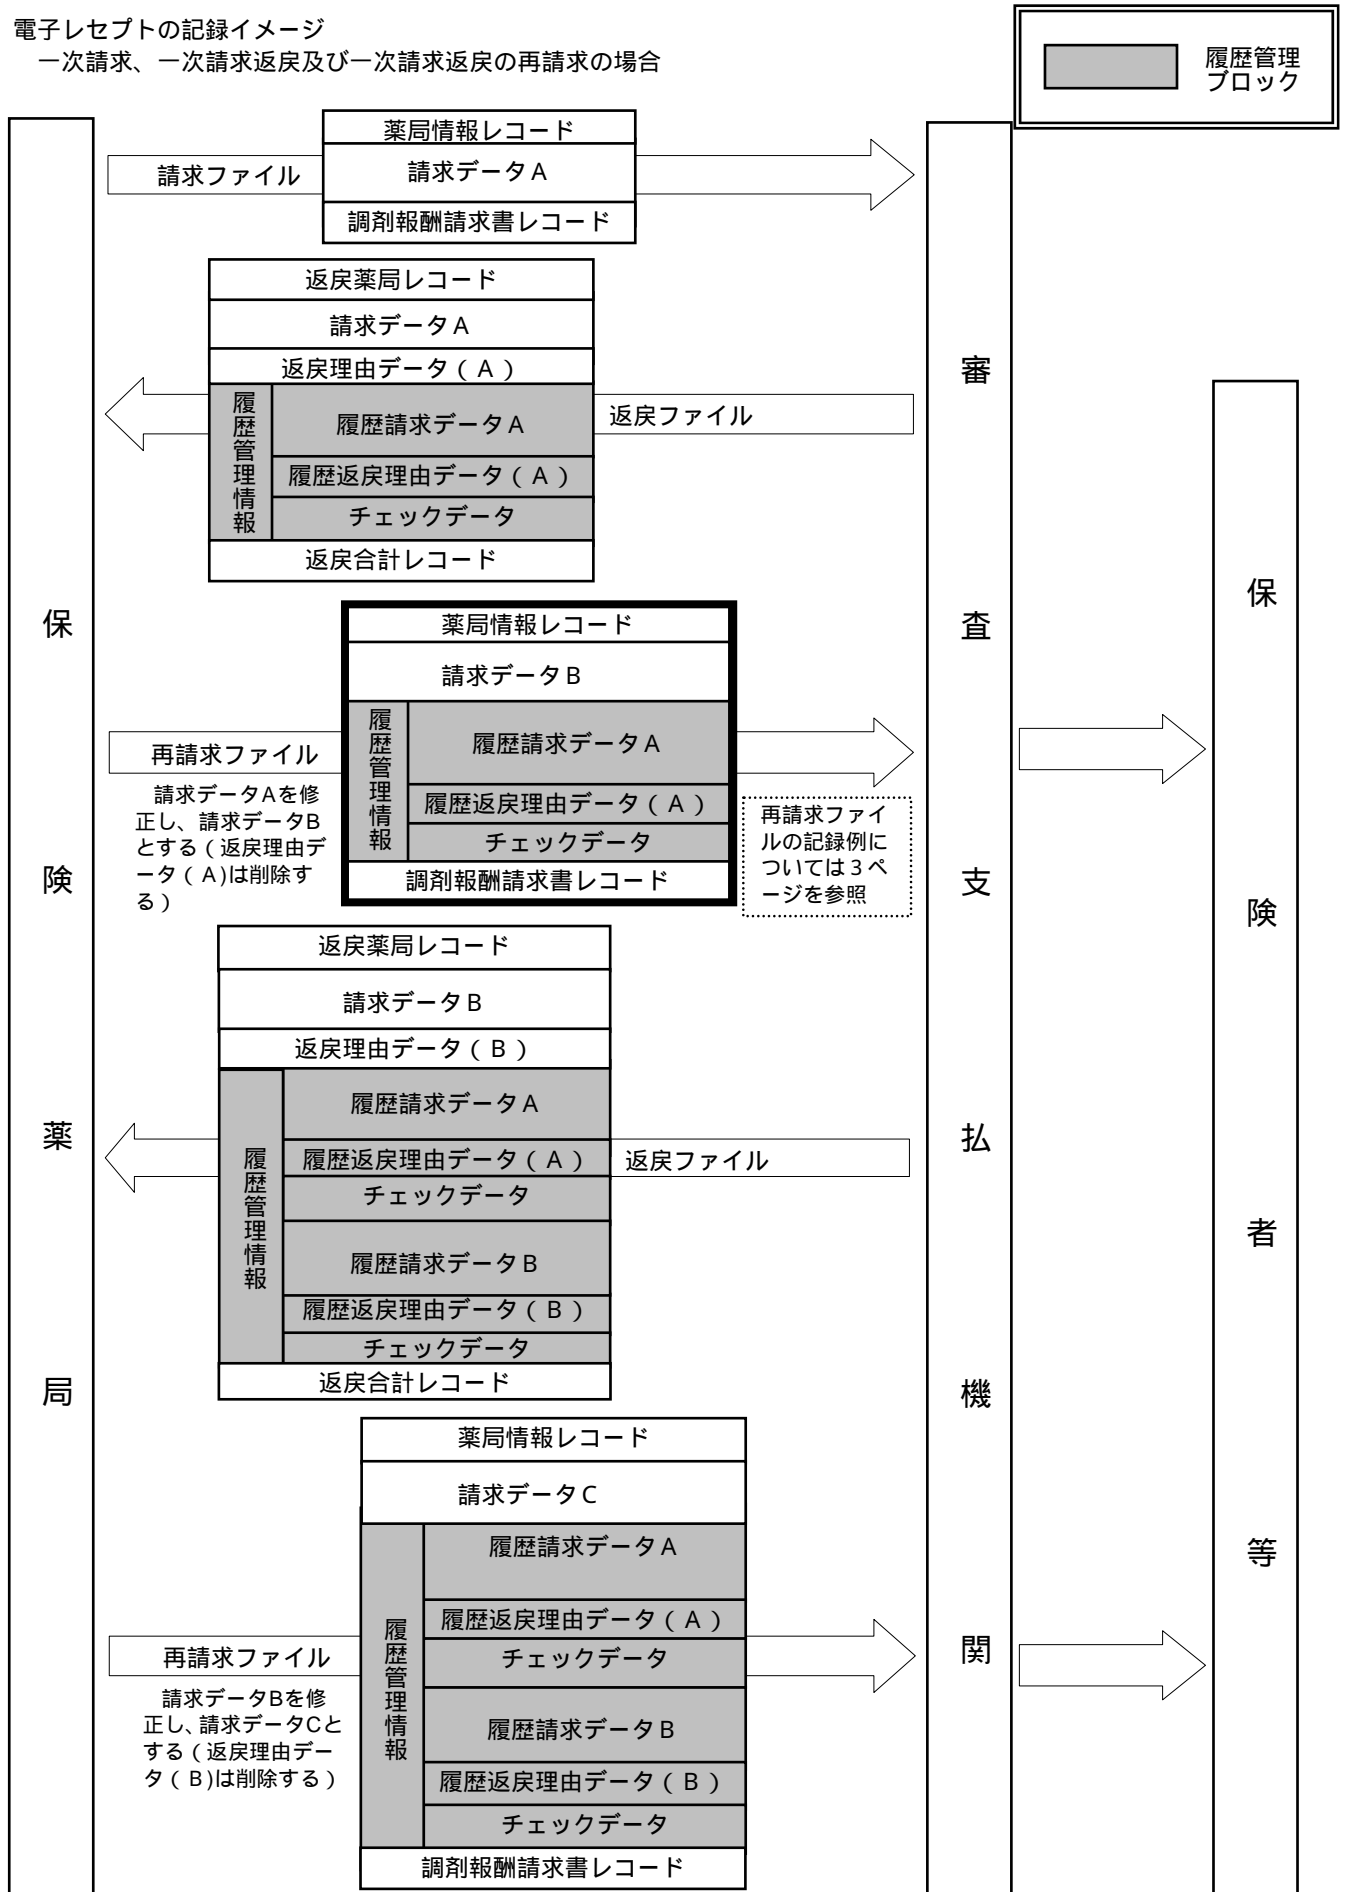 電子レセプトの記録イメージ
一次請求、一次請求返戻及び一次請求返戻の再請求の場合
履歴管理
ブロック
保険薬局
審査支払機関
保険者等
薬局情報レコード
請求ファイル
請求データA
調剤報酬請求書レコード
返戻薬局レコード
請求データA
返戻理由データ(A)
履歴管理情報
履歴請求データA
返戻ファイル
履歴返戻理由データ(A)
チェックデータ
返戻合計レコード
薬局情報レコード
請求データB
履歴管理情報
履歴請求データA
再請求ファイル
履歴返戻理由データ(A)
チェックデータ
調剤報酬請求書レコード
請求データAを修
正し、請求データB
とする(返戻理由デ
ータ(A)は削除す
る)
再請求ファイ
ルの記録例に
ついては3ペ
ージを参照
返戻薬局レコード
請求データB
返戻理由データ(B)
履歴管理情報
履歴請求データA
履歴返戻理由データ(A)
返戻ファイル
チェックデータ
履歴請求データB
履歴返戻理由データ(B)
チェックデータ
返戻合計レコード
薬局情報レコード
請求データC
履歴管理情報
履歴請求データA
履歴返戻理由データ(A)
再請求ファイル
チェックデータ
履歴請求データB
履歴返戻理由データ(B)
チェックデータ
調剤報酬請求書レコード
請求データBを修
正し、請求データCと
する(返戻理由デー
タ(B)は削除する)